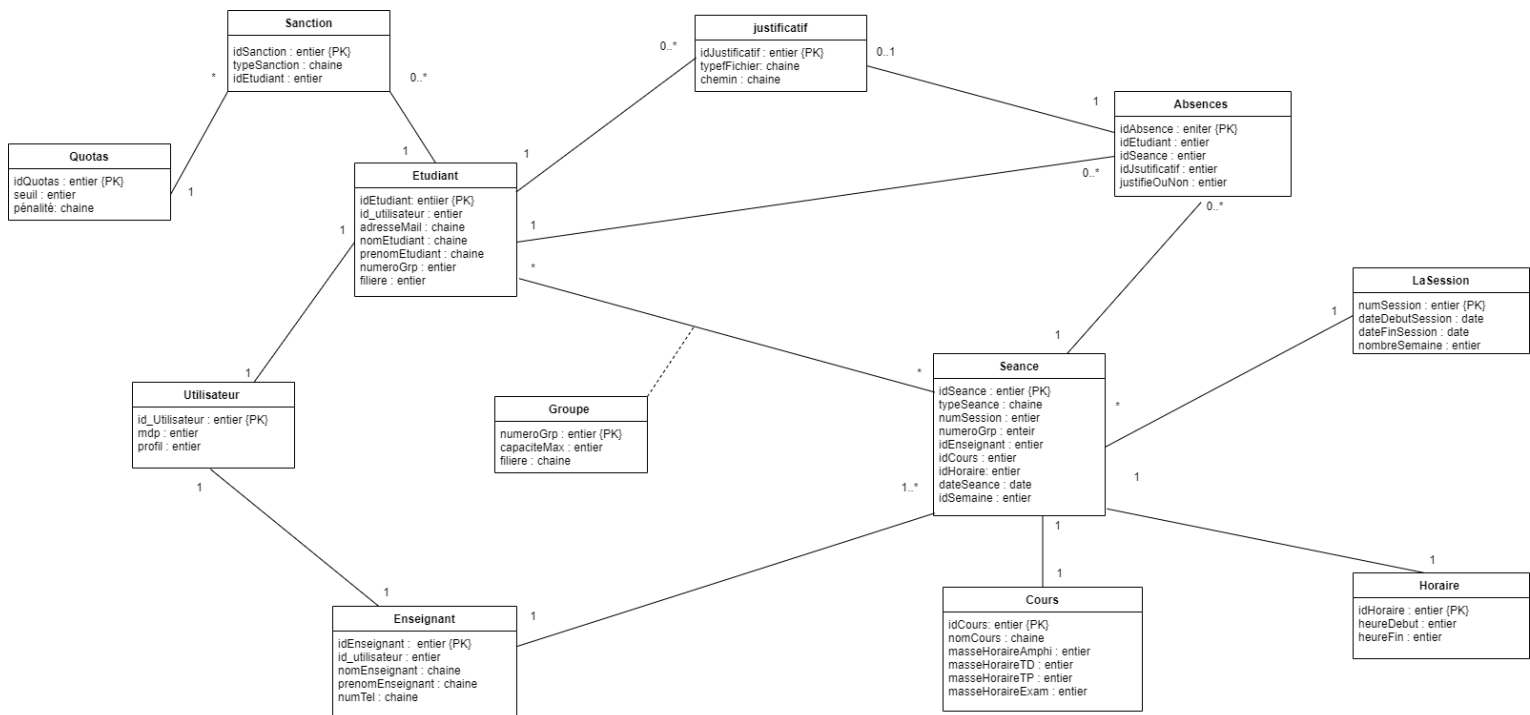 Sanction
idSanction : entier {PK}
typeSanction : chaine
idEtudiant : entier
*
0..*
justificatif
idJustificatif : entier {PK}
typefFichier: chaine
chemin : chaine
0..*
0..1
1
Absences
idAbsence : eniter {PK}
idEtudiant : entier
idSeance : entier
idJsutificatif : entier
justifieOuNon : entier
0..*
0..*
Quotas
idQuotas : entier {PK}
seuil : entier
pénalité: chaine
1
1
1
Etudiant
idEtudiant: entiier {PK}
id_utilisateur : entier
adresseMail : chaine
nomEtudiant : chaine
prenomEtudiant : chaine
numeroGrp : entier
filiere : entier
1
1
*
LaSession
numSession : entier {PK}
dateDebutSession : date
dateFinSession : date
nombreSemaine : entier
1
1
Seance
idSeance : entier {PK}
typeSeance : chaine
numSession : entier
numeroGrp : enteir
idEnseignant : entier
idCours : entier
idHoraire: entier
dateSeance : date
idSemaine : entier
*
*
1
1..*
1
Utilisateur
id_Utilisateur : entier {PK}
mdp : entier
profil : entier
1
1
Groupe
numeroGrp : entier {PK}
capaciteMax : entier
filiere : chaine
1
Enseignant
idEnseignant : entier {PK}
id_utilisateur : entier
nomEnseignant : chaine
prenomEnseignant : chaine
numTel : chaine
1
1
1
Cours
idCours: entier {PK}
nomCours : chaine
masseHoraireAmphi : entier
masseHoraireTD : entier
masseHoraireTP : entier
masseHoraireExam : entier
1
Horaire
idHoraire : entier {PK}
heureDebut : entier
heureFin : entier